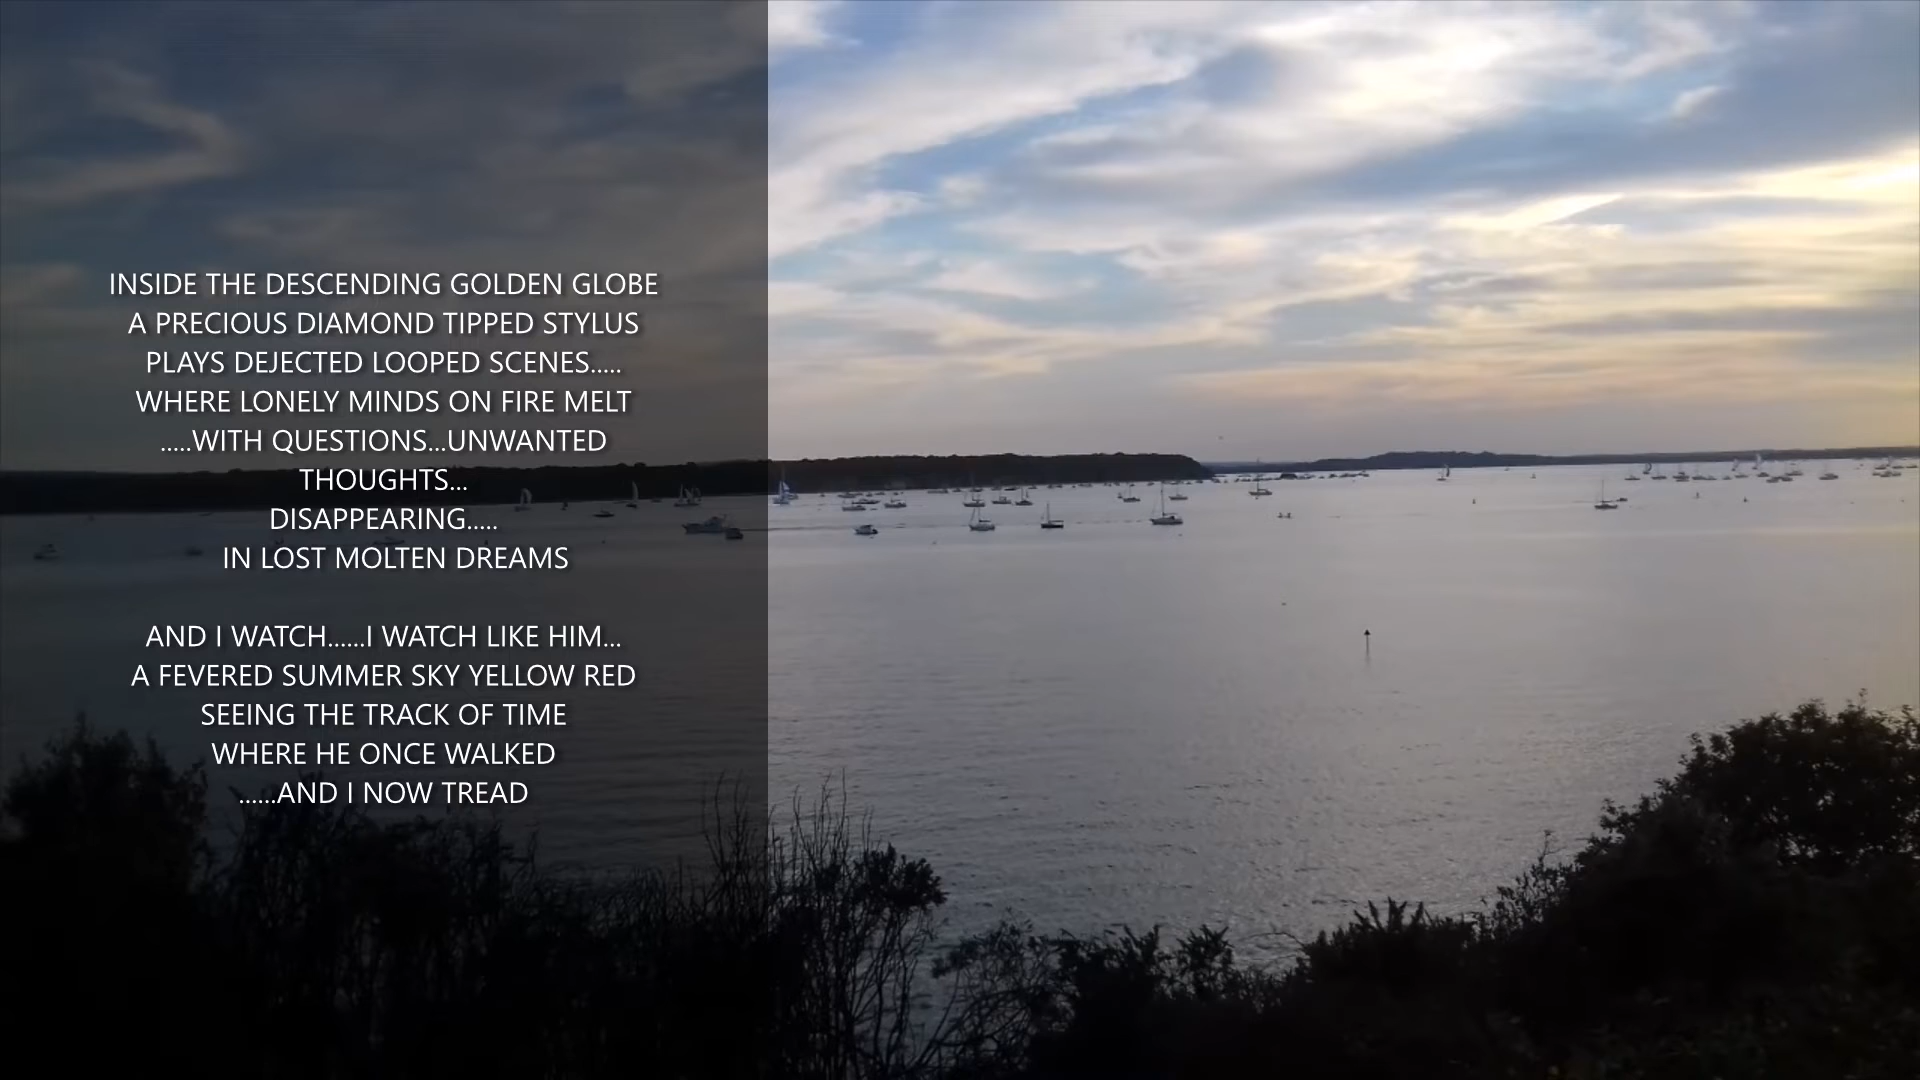 INSIDE THE DESCENDING GOLDEN GLOBE
A PRECIOUS DIAMOND TIPPED STYLUS
PLAYS DEJECTED LOOPED SCENES.....
WHERE LONELY MINDS ON FIRE MELT
.....WITH QUESTIONS...UNWANTED
THOUGHTS...
DISAPPEARING.....
IN LOST MOLTEN DREAMS
AND I WATCH......I WATCH LIKE HIM...
A FEVERED SUMMER SKY YELLOW RED
SEEING THE TRACK OF TIME
WHERE HE ONCE WALKED
......AND I NOW TREAD